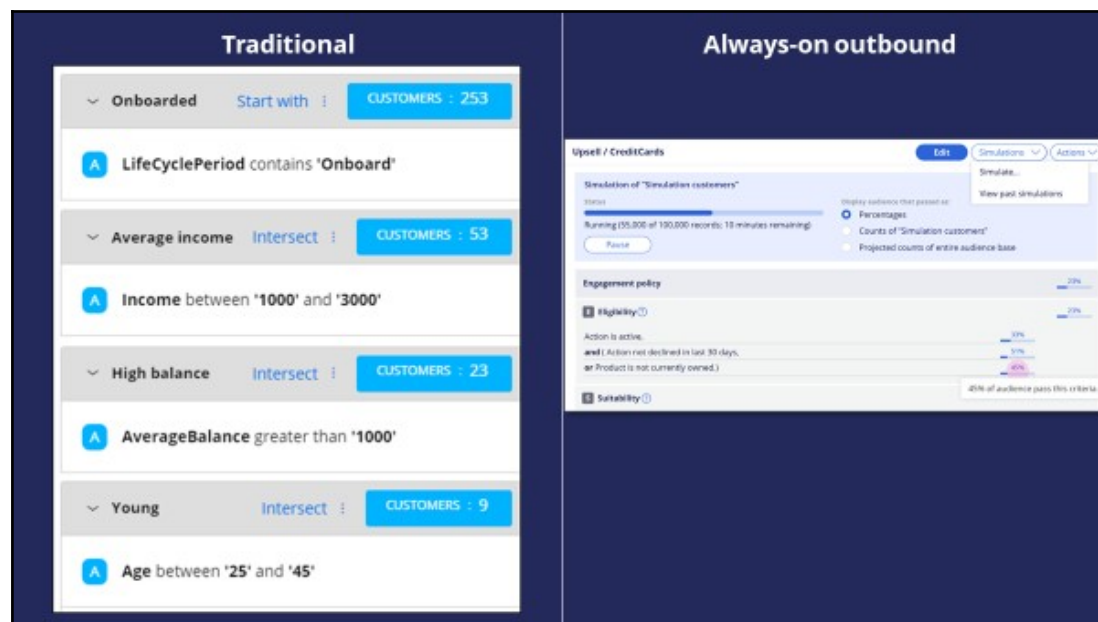 Traditional
Onboarded Start with CUSTOMERS : 253
A LifeCyclePeriod contains 'Onboard'
Average income Intersect CUSTOMERS : 53
A Income between '1000' and '3000'
High balance Intersect CUSTOMERS : 23
A AverageBalance greater than '1000'
Young Intersect CUSTOMERS : 9
A Age between '25' and '45'
Always-on outbound
Upsell / CreditCards Edit Simulations Actions
Simulate...
View past simulations
Simulation of "Simulation customers"
Status Display audience that passed as:
Percentages
Running (55,000 of 100,000 records; 10 minutes remaining)
Counts of "Simulation customers"
Pause
Projected counts of entire audience base
Engagement policy 23%
E Eligibility 23%
Action is active,
and ( Action not declined in last 30 days,
or Product is not currently owned.) 45%
45% of audience pass this criteria
Suitability